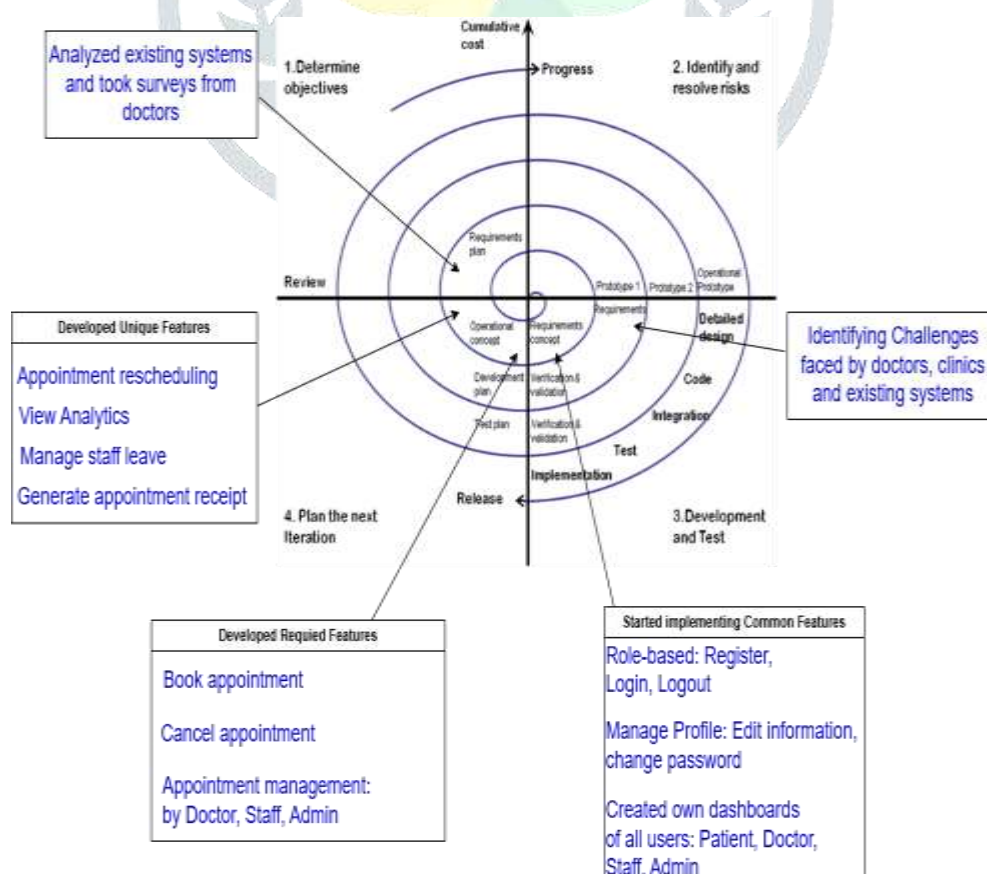 Cumulative
cost
Progress
1.Determine
objectives
2. Identify and
resolve risks
Analyzed existing systems
and took surveys from
doctors
Requirements
plan
Review
Prototype 1
Prototype 2
Operational
Prototype
Operational
concept
Requirements
concept
Requirements
Detailed
design
Development
plan
Verification &
validation
Code
Test plan
Verification &
validation
Integration
Test
Implementation
Release
4. Plan the next
Iteration
3.Development
and Test
Developed Unique Features
Appointment rescheduling
View Analytics
Manage staff leave
Generate appointment receipt
Identifying Challenges
faced by doctors, clinics
and existing systems
Developed Requied Features
Book appointment
Cancel appointment
Appointment management:
by Doctor, Staff, Admin
Started implementing Common Features
Role-based: Register,
Login, Logout
Manage Profile: Edit information,
change password
Created own dashboards
of all users: Patient, Doctor,
Staff, Admin